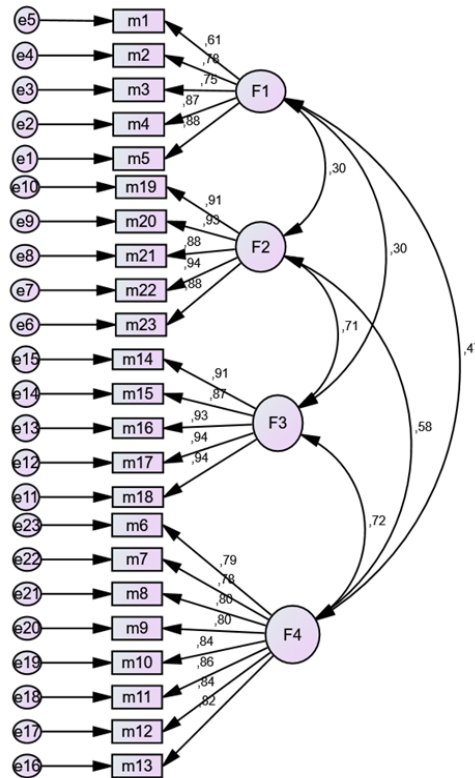 e5 m1
,61
e4 m2
,78
e3 m3
,75
F1
e2 m4
,87
e1 m5
,88
e10 m19
,30
,91
e9 m20
,93
F2
,30
e8 m21
,88
e7 m22
,94
e6 m23
,88
,71
,47
e15 m14
,91
e14 m15
,87
e13 m16
,93
F3
,58
e12 m17
,94
e11 m18
,94
e23 m6
,72
e22 m7
,79
,78
e21 m8
,80
e20 m9
,80
F4
e19 m10
,84
e18 m11
,86
e17 m12
,84
e16 m13
,82